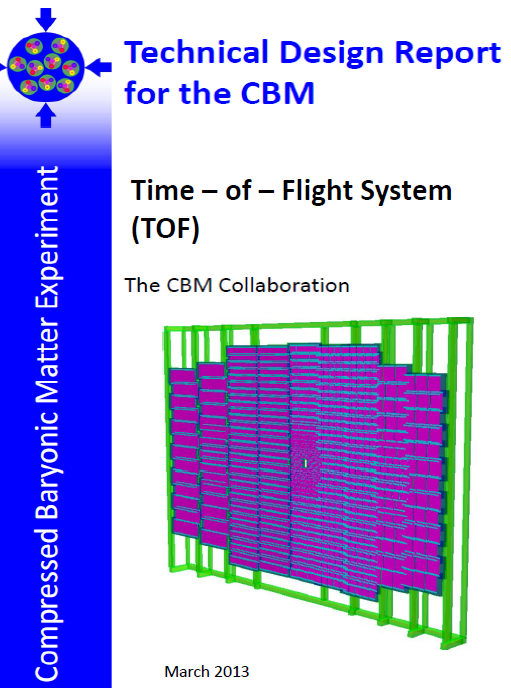 Technical Design Report
for the CBM
Time – of – Flight System
(TOF)
The CBM Collaboration
Compressed Baryonic Matter Experiment
March 2013